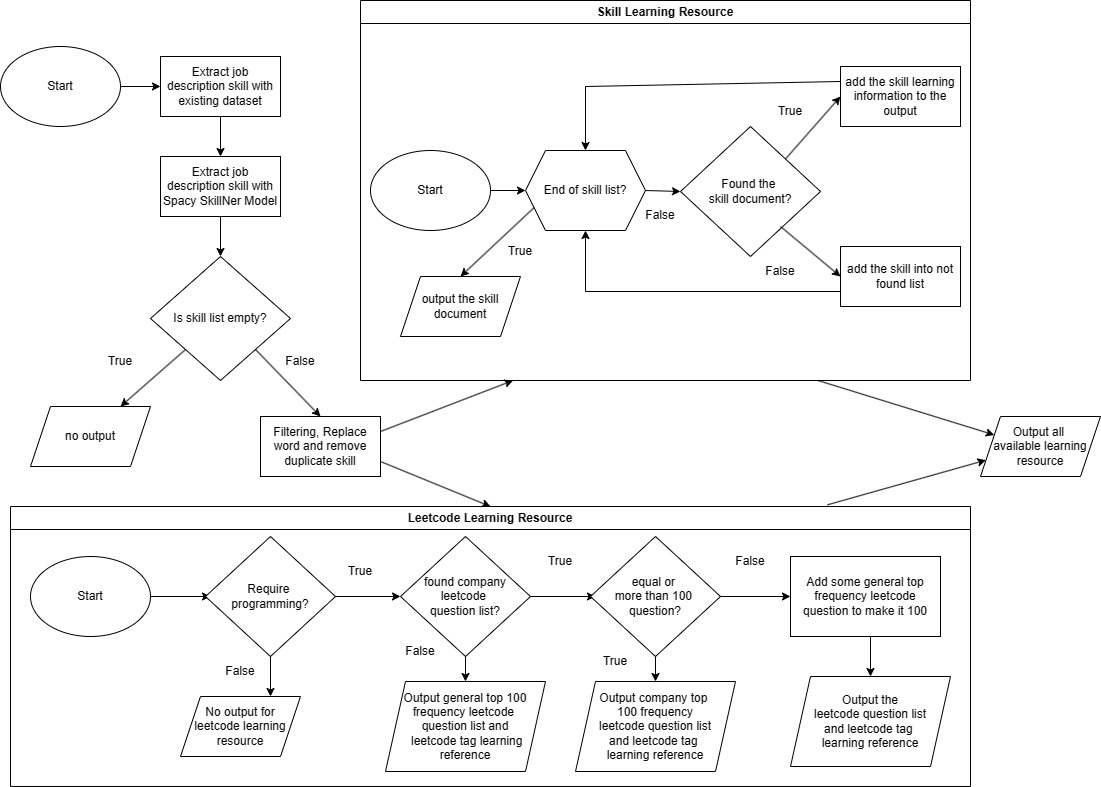 Skill Learning Resource
Start
Extract job
description skill with
existing dataset
Extract job
description skill with
Spacy SkillNer Model
Is skill list empty?
True
False
no output
Filtering, Replace
word and remove
duplicate skill
Start
End of skill list?
True
output the skill
document
False
Found the
skill document?
True
add the skill learning
information to the
output
False
add the skill into not
found list
Output all
available learning
resource
Leetcode Learning Resource
Start
Require
programming?
True
False
No output for
leetcode learning
resource
found company
leetcode
question list?
True
False
Output general top 100
frequency leetcode
question list and
leetcode tag learning
reference
equal or
more than 100
question?
False
True
Output company top
100 frequency
leetcode question list
and leetcode tag
learning reference
Add some general top
frequency leetcode
question to make it 100
Output the
leetcode question list
and leetcode tag
learning reference